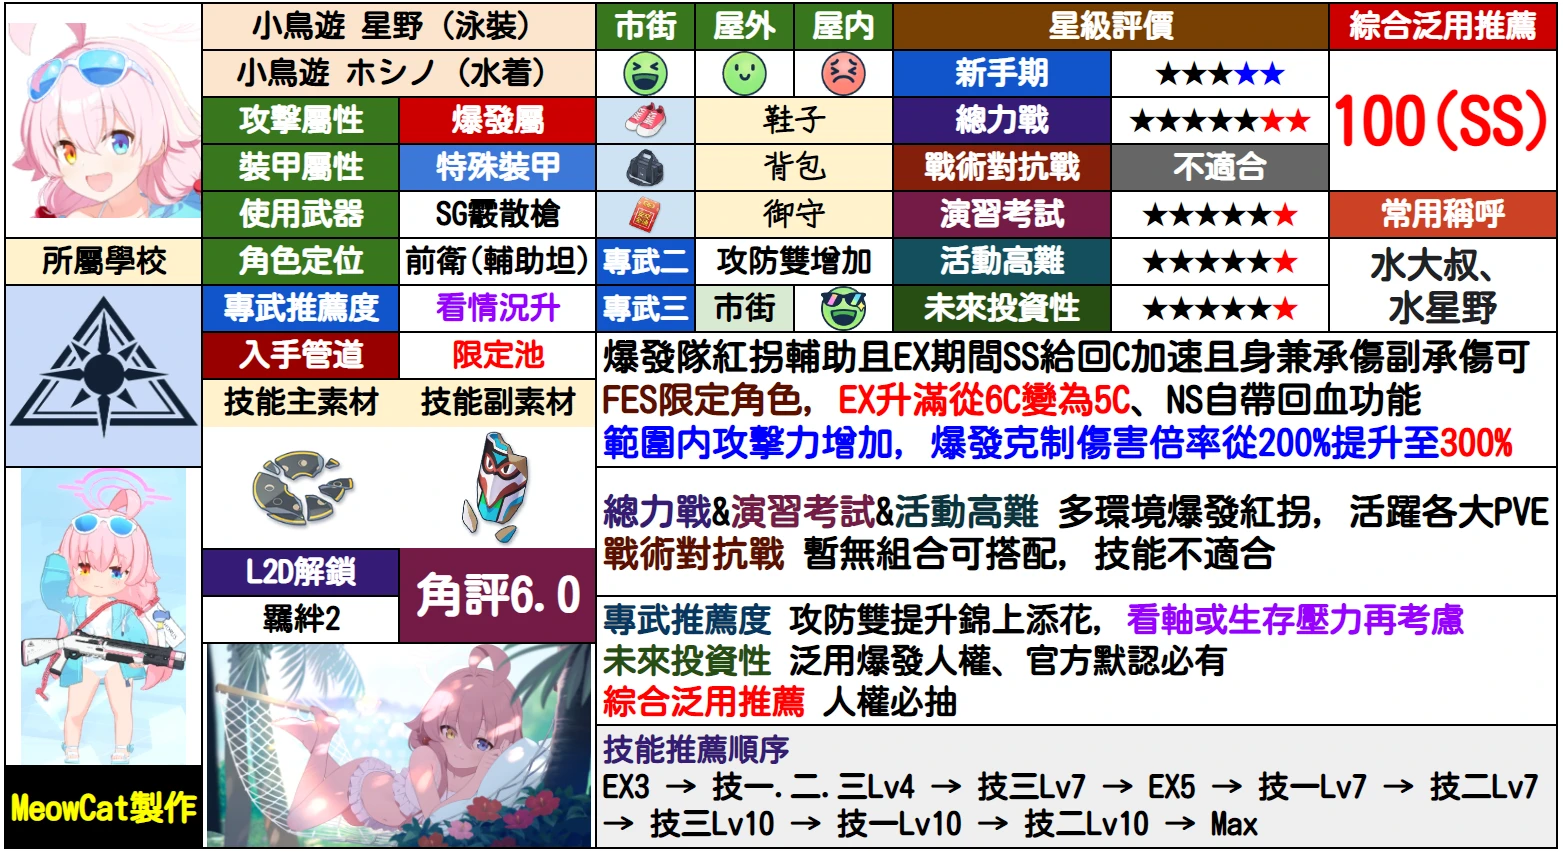 小鳥遊 星野（泳裝）
小鳥遊 ホシノ（水着）
市街 屋外 屋内
星級評價
綜合泛用推薦
新手期 ★★★★★
100(SS)
攻擊屬性 爆發屬
鞋子
總力戰 ★★★★★★★
裝甲屬性 特殊裝甲
背包
戰術對抗戰 不適合
使用武器 SG霰散槍
御守
演習考試 ★★★★★★
常用稱呼
所屬學校
角色定位 前衛(輔助坦)
專武二 攻防雙增加
活動高難 ★★★★★★
水大叔、
水星野
專武推薦度 看情況升
專武三 市街
未來投資性 ★★★★★★
入手管道 限定池
技能主素材 技能副素材
爆發隊紅拐輔助且EX期間SS給回C加速且身兼承傷副承傷可
FES限定角色，EX升滿從6C變為5C、NS自帶回血功能
範圍内攻擊力增加，爆發克制傷害倍率從200%提升至300%
總力戰&演習考試&活動高難 多環境爆發紅拐，活躍各大PVE
戰術對抗戰 暫無組合可搭配，技能不適合
L2D解鎖
羈絆2
角評6.0
專武推薦度 攻防雙提升錦上添花，看軸或生存壓力再考慮
未來投資性 泛用爆發人權、官方默認必有
綜合泛用推薦 人權必抽
技能推薦順序
EX3 → 技一.二.三Lv4 → 技三Lv7 → EX5 → 技一Lv7 → 技二Lv7
→ 技三Lv10 → 技一Lv10 → 技二Lv10 → Max
MeowCat製作